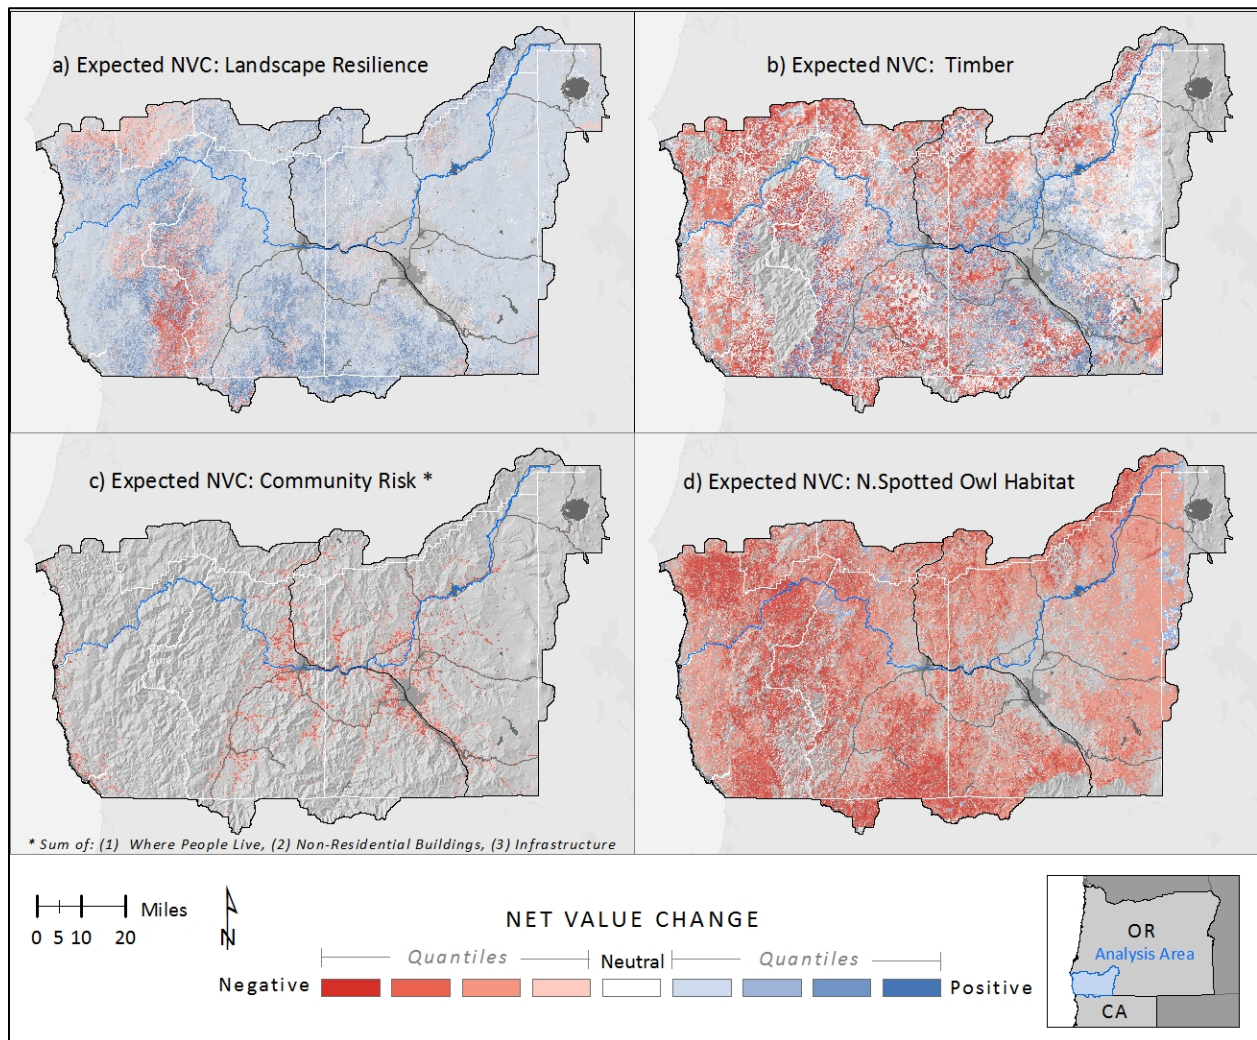 a) Expected NVC: Landscape Resilience
b) Expected NVC: Timber
c) Expected NVC: Community Risk *
* Sum of: (1) Where People Live, (2) Non-Residential Buildings, (3) Infrastructure
d) Expected NVC: N.Spotted Owl Habitat
Miles
0 5 10 20
N
NET VALUE CHANGE
Quantiles Neutral Quantiles
Negative Positive
OR
Analysis Area
CA